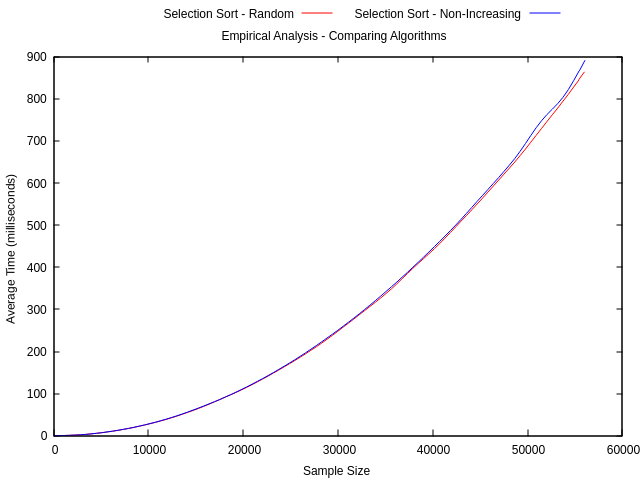 Selection Sort - Random Selection Sort - Non-Increasing
Empirical Analysis - Comparing Algorithms
900
800
700
600
500
400
300
200
100
0
Average Time (milliseconds)
0 10000 20000 30000 40000 50000 60000
Sample Size